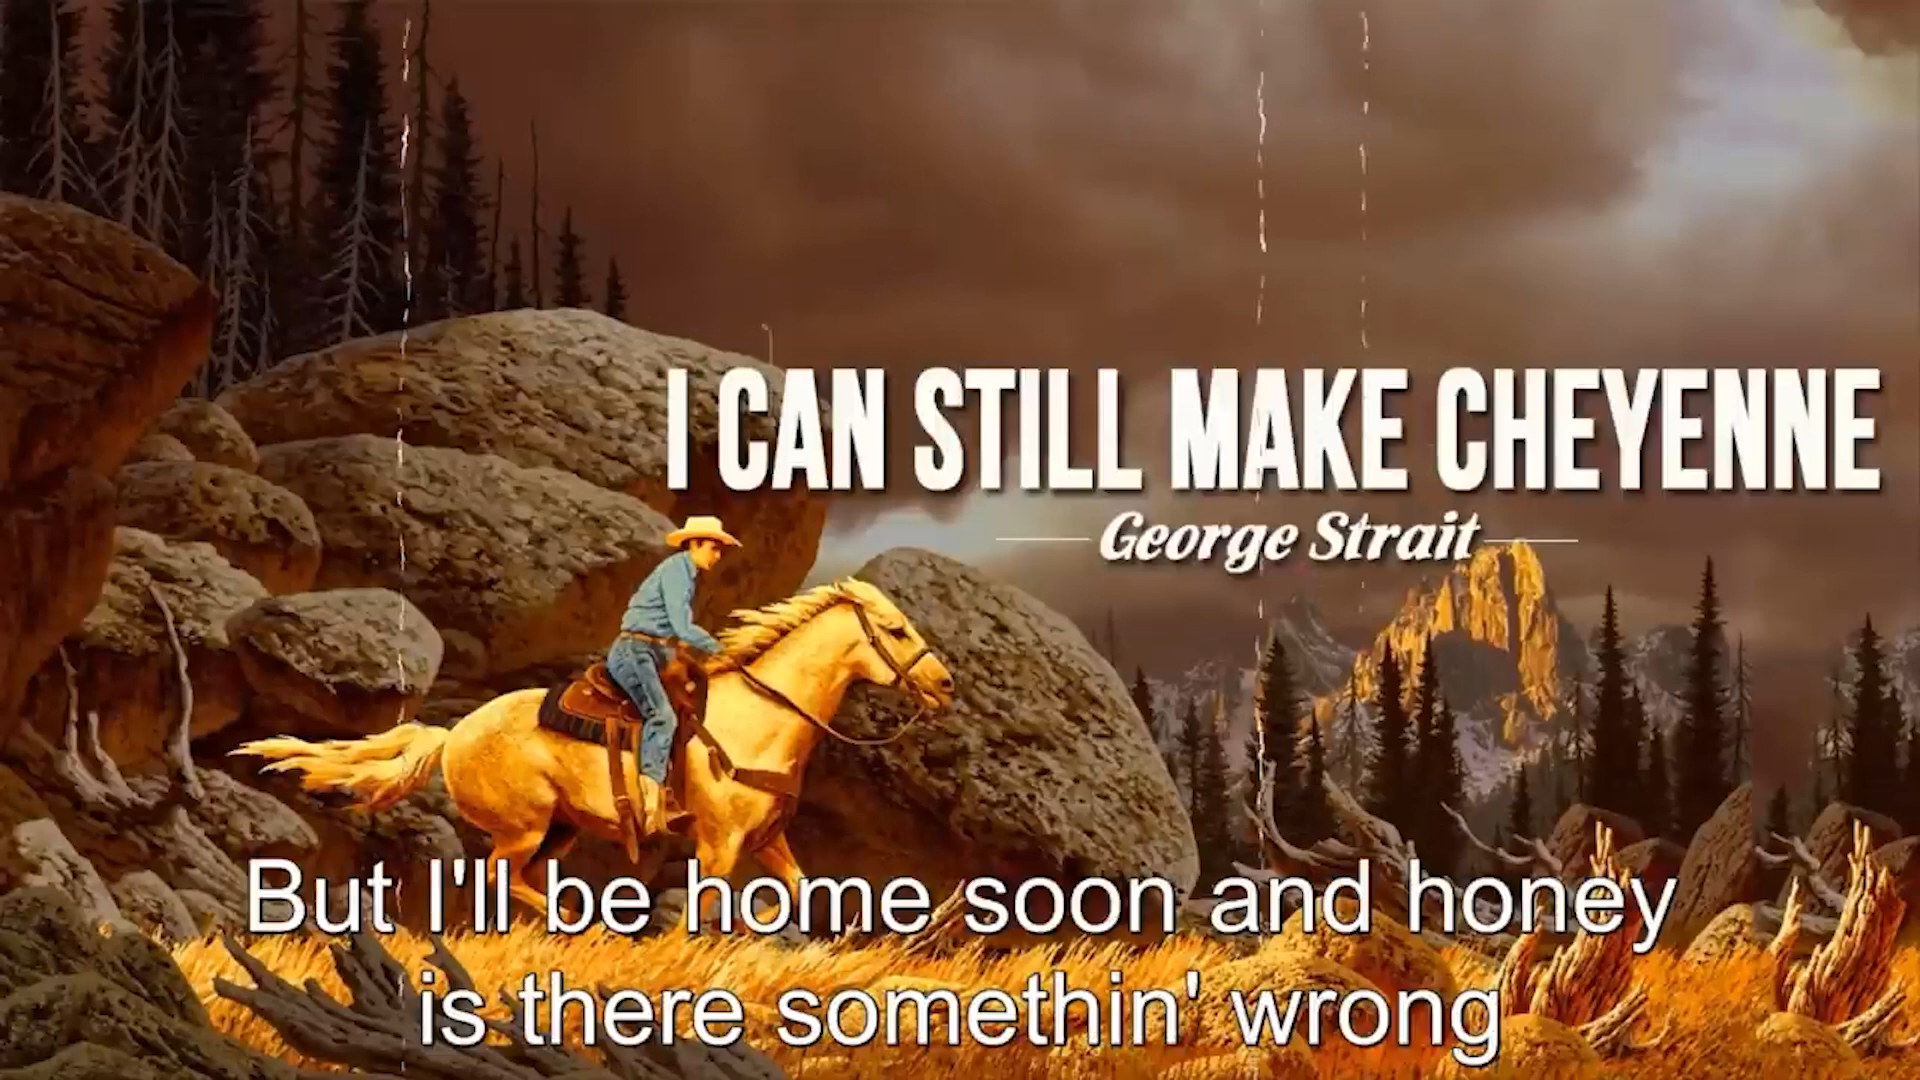 I CAN STILL MAKE CHEYENNE
George Strait
But I'll be home soon and honey
is there somethin' wrong